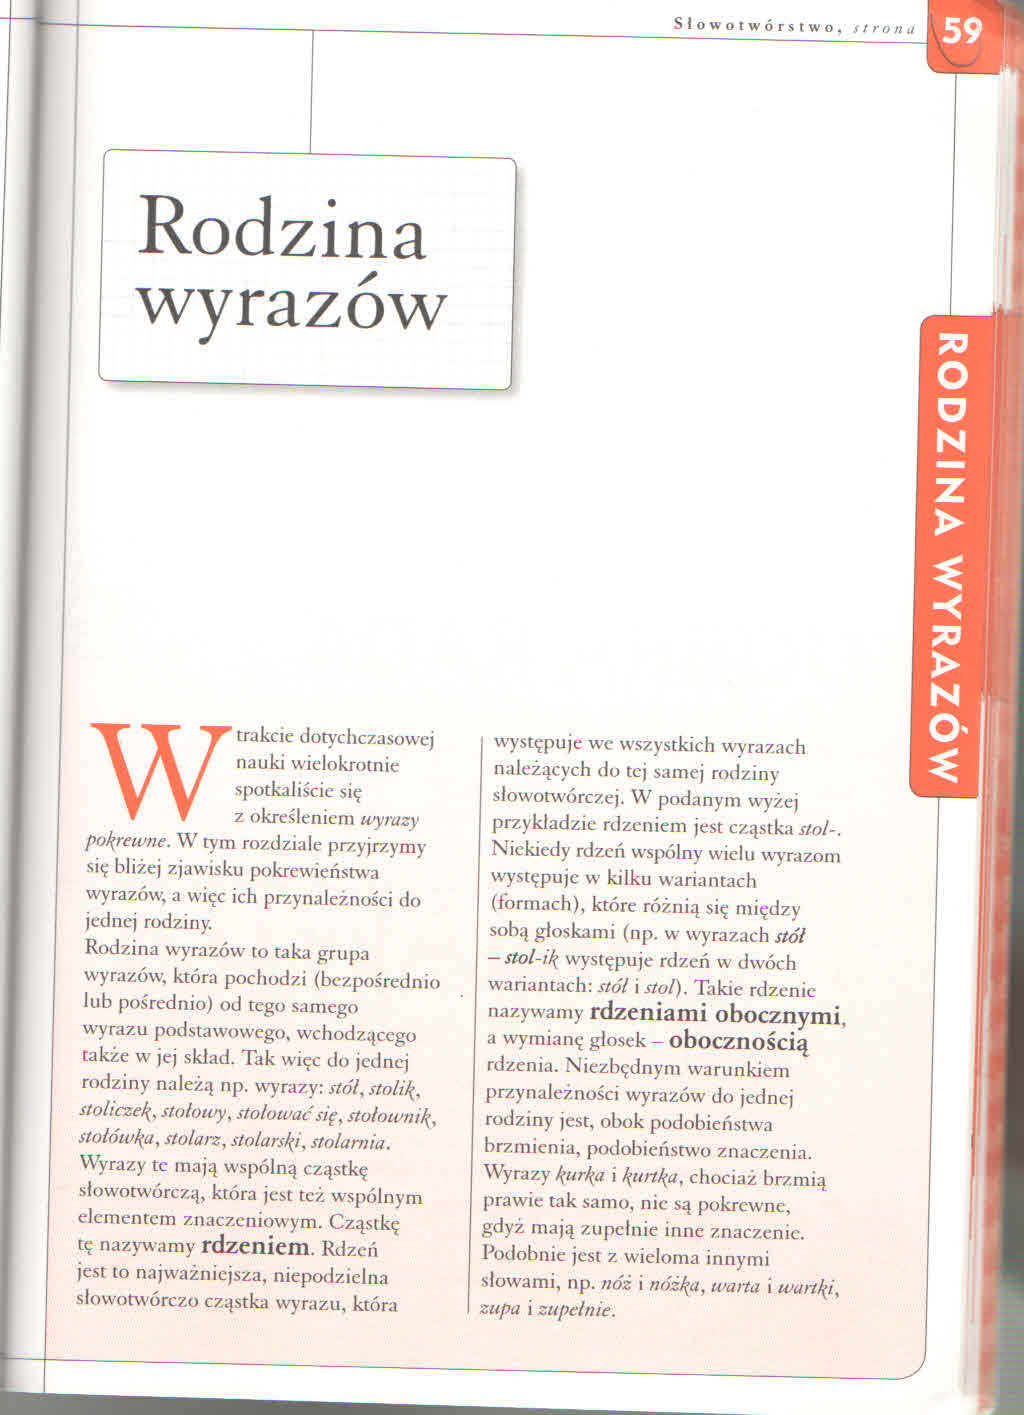 Słowotwórstwo, strona 59
Rodzina
wyrazów
RODZINA WYRAZÓW
W trakcie dotychczasowej
nauki wielokrotnie
spotkaliście się
z określeniem wyrazy
pokrewne. W tym rozdziale przyjrzymy
się bliżej zjawisku pokrewieństwa
wyrazów, a więc ich przynależności do
jednej rodziny.
Rodzina wyrazów to taka grupa
wyrazów, która pochodzi (bezpośrednio
lub pośrednio) od tego samego
wyrazu podstawowego, wchodzącego
także w jej skład. Tak więc do jednej
rodziny należą np. wyrazy: stół, stolik,
stoliczek, stołowy, stołować się, stołownik,
stołówka, stolarz, stolarski, stolarnia.
Wyrazy te mają wspólną cząstkę
słowotwórczą, która jest też wspólnym
elementem znaczeniowym. Cząstkę
tę nazywamy rdzeniem. Rdzeń
jest to najważniejsza, niepodzielna
słowotwórczo cząstka wyrazu, która
występuje we wszystkich wyrazach
należących do tej samej rodziny
słowotwórczej. W podanym wyżej
przykładzie rdzeniem jest cząstka stol-.
Niekiedy rdzeń wspólny wielu wyrazom
występuje w kilku wariantach
(formach), które różnią się między
sobą głoskami (np. w wyrazach stół
– stol-ik występuje rdzeń w dwóch
wariantach: stół i stol). Takie rdzenie
nazywamy rdzeniami obocznymi,
a wymianę głosek – obocznością
rdzenia. Niezbędnym warunkiem
przynależności wyrazów do jednej
rodziny jest, obok podobieństwa
brzmienia, podobieństwo znaczenia.
Wyrazy kurka i kurtka, chociaż brzmią
prawie tak samo, nie są pokrewne,
gdyż mają zupełnie inne znaczenie.
Podobnie jest z wieloma innymi
słowami, np. nóż i nóżka, warta i wartki,
zupa i zupełnie.